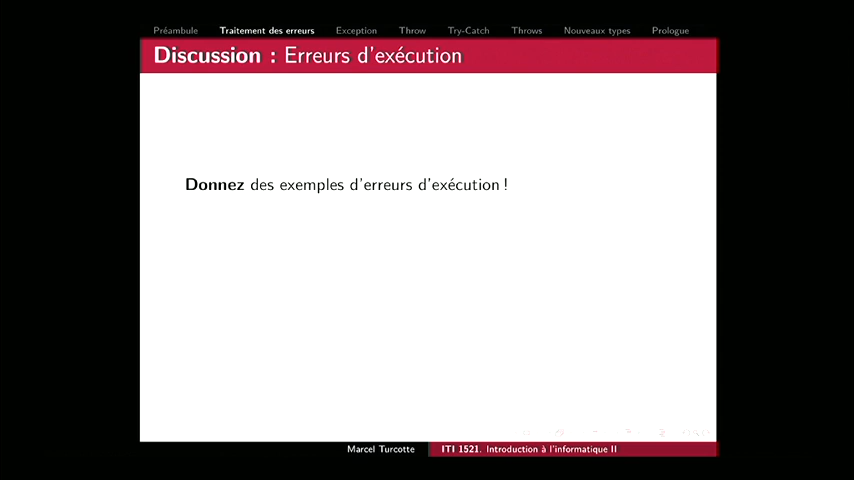 Préambule Traitement des erreurs Exception Throw Try-Catch Throws Nouveaux types Prologue
Discussion : Erreurs d'exécution
Donnez des exemples d'erreurs d'exécution !
Marcel Turcotte ITI 1521. Introduction à l'informatique II